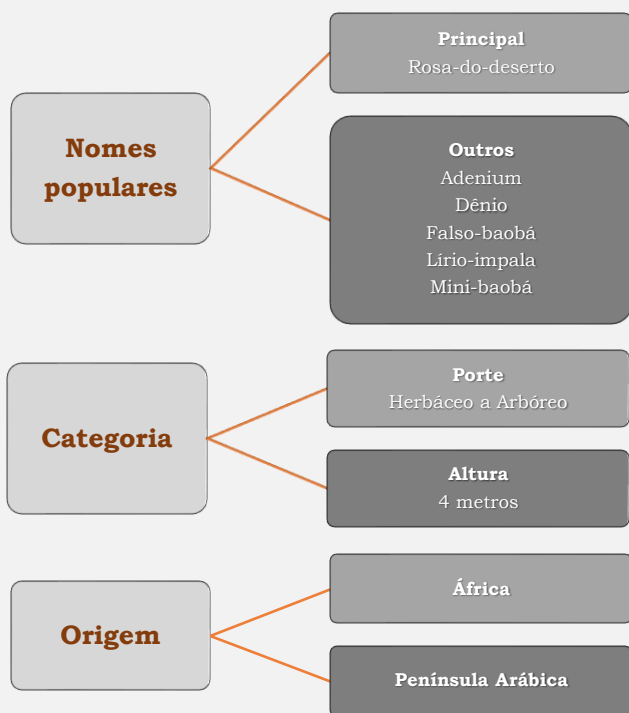 Nomes
populares
Principal
Rosa-do-deserto
Outros
Adenium
Dênio
Falso-baobá
Lírio-impala
Mini-baobá
Categoria
Porte
Herbáceo a Arbóreo
Altura
4 metros
Origem
África
Península Arábica